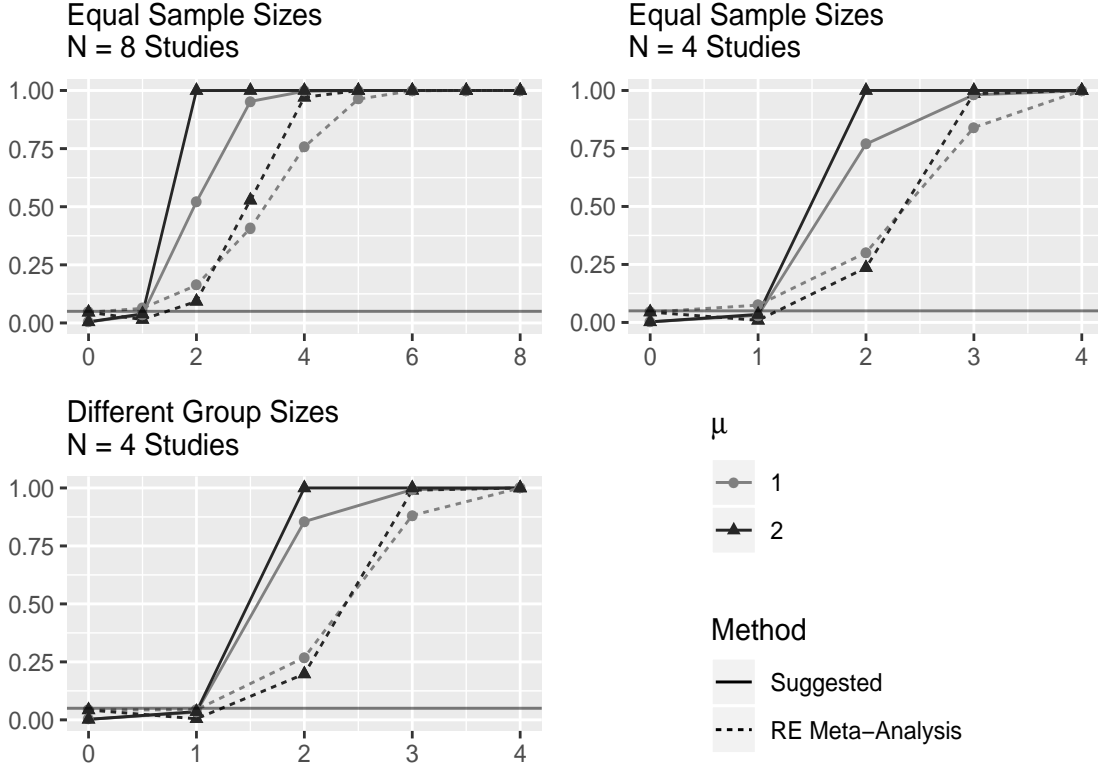 Equal Sample Sizes
N = 8 Studies
1.00
0.75
0.50
0.25
0.00
0 2 4 6 8
Equal Sample Sizes
N = 4 Studies
1.00
0.75
0.50
0.25
0.00
0 1 2 3 4
Different Group Sizes
N = 4 Studies
1.00
0.75
0.50
0.25
0.00
0 1 2 3 4
μ
1
2
Method
Suggested
RE Meta−Analysis